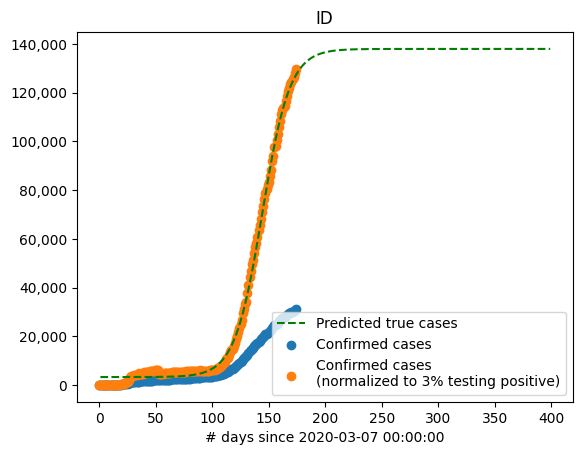 ID
140,000
120,000
100,000
80,000
60,000
40,000
20,000
0
Predicted true cases
Confirmed cases
Confirmed cases
(normalized to 3% testing positive)
0 50 100 150 200 250 300 350 400
# days since 2020-03-07 00:00:00